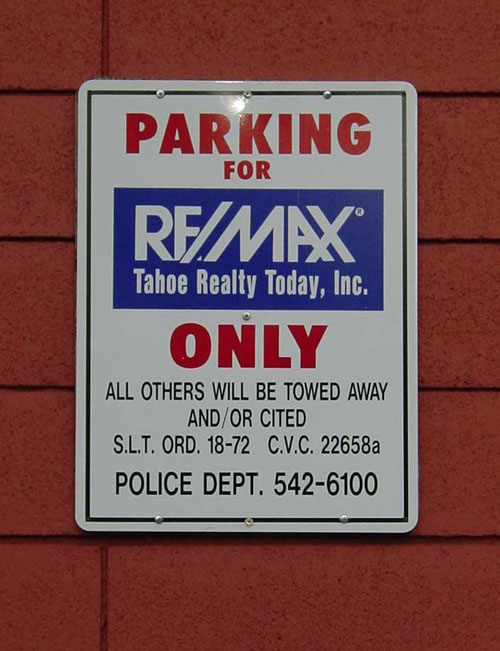 PARKING
FOR
RE/MAX®
Tahoe Realty Today, Inc.
ONLY
ALL OTHERS WILL BE TOWED AWAY
AND/OR CITED
S.L.T. ORD. 18-72 C.V.C. 22658a
POLICE DEPT. 542-6100